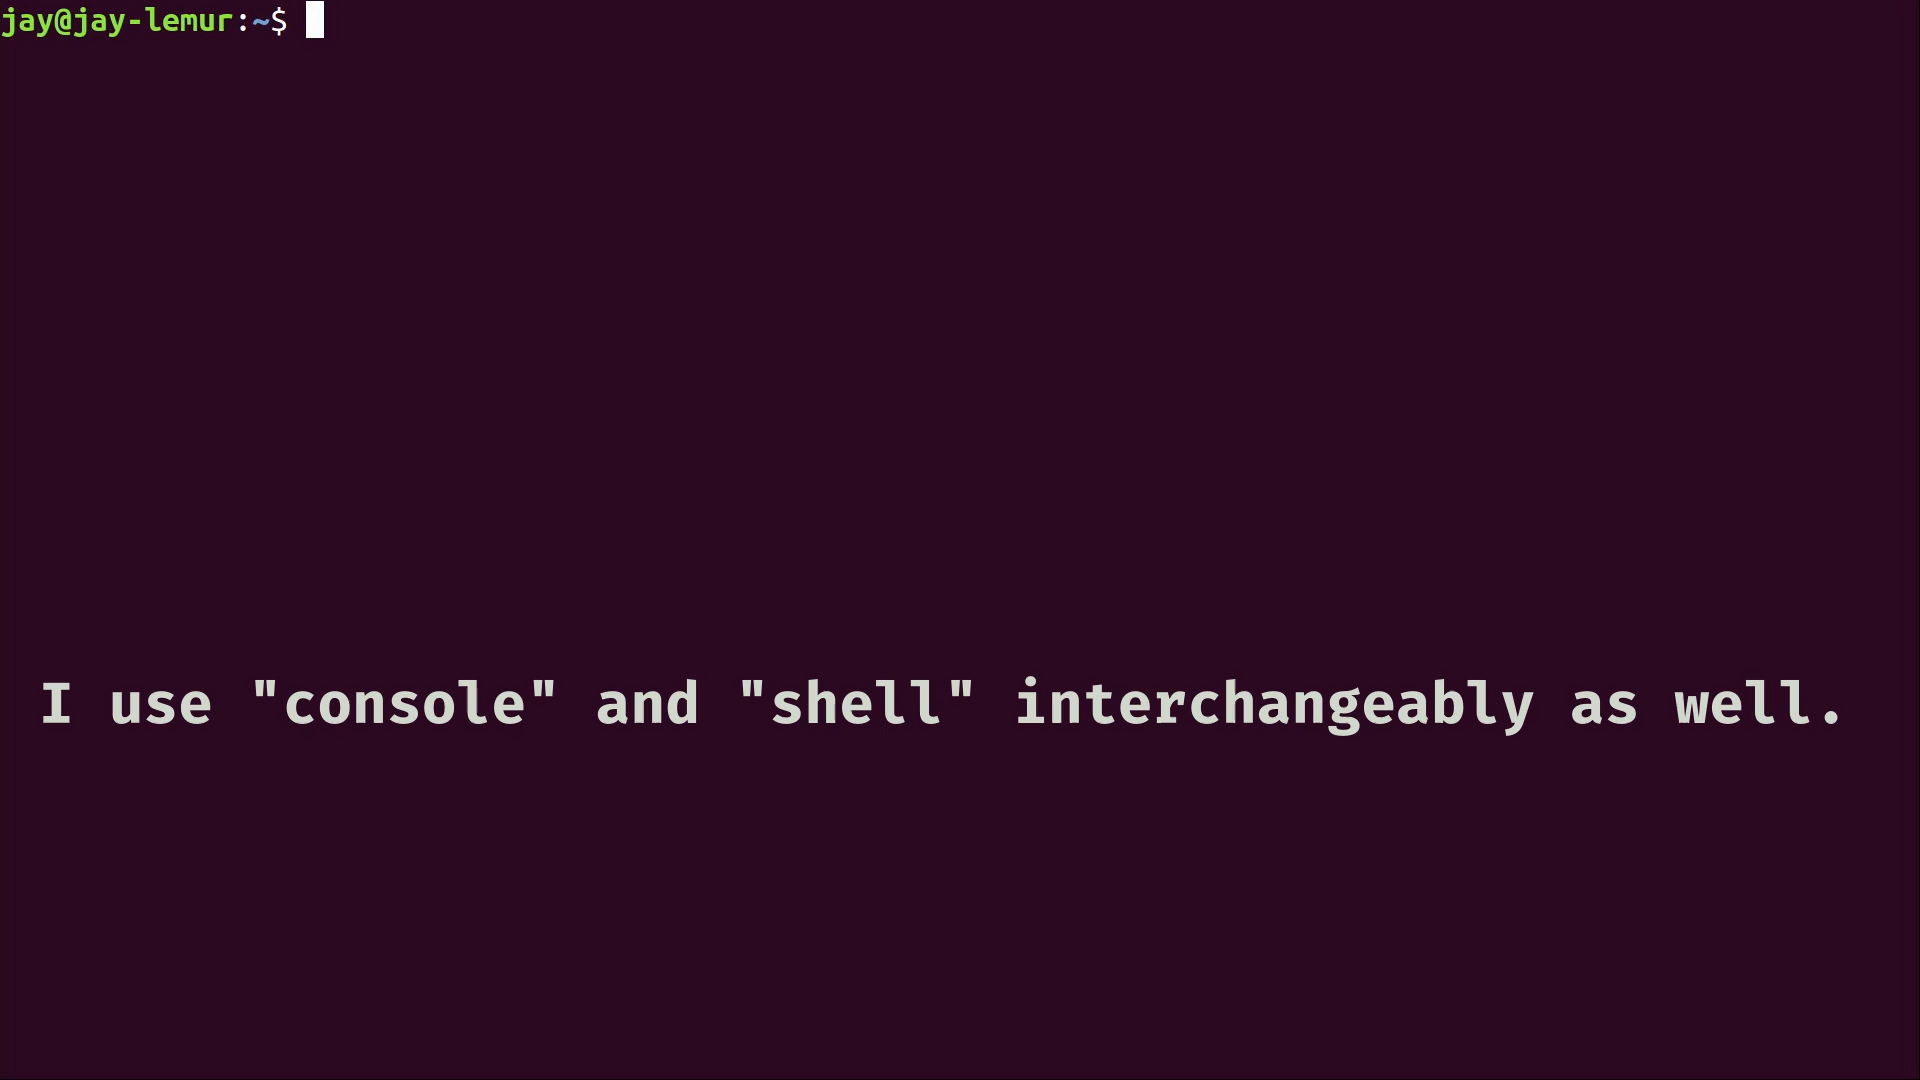 jay@jay-lemur:~$
I use "console" and "shell" interchangeably as well.